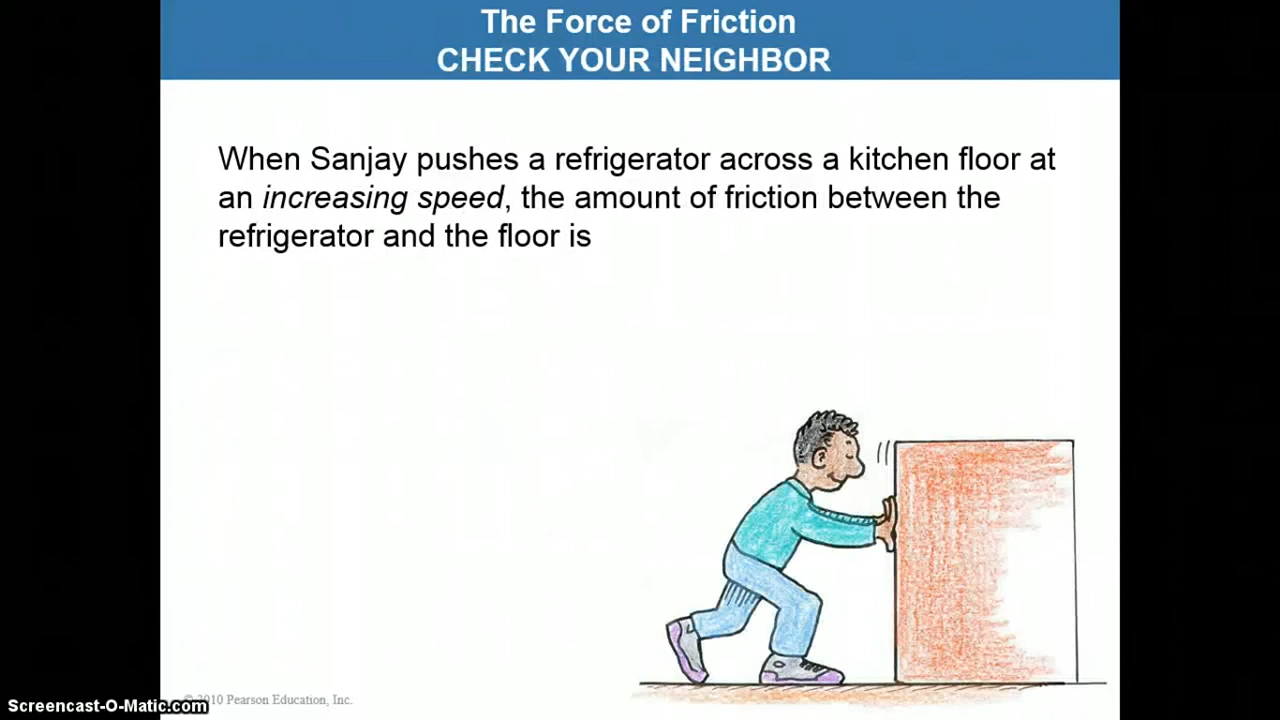 The Force of Friction
CHECK YOUR NEIGHBOR
When Sanjay pushes a refrigerator across a kitchen floor at
an increasing speed, the amount of friction between the
refrigerator and the floor is
© 2010 Pearson Education, Inc.
Screencast-O-Matic.com